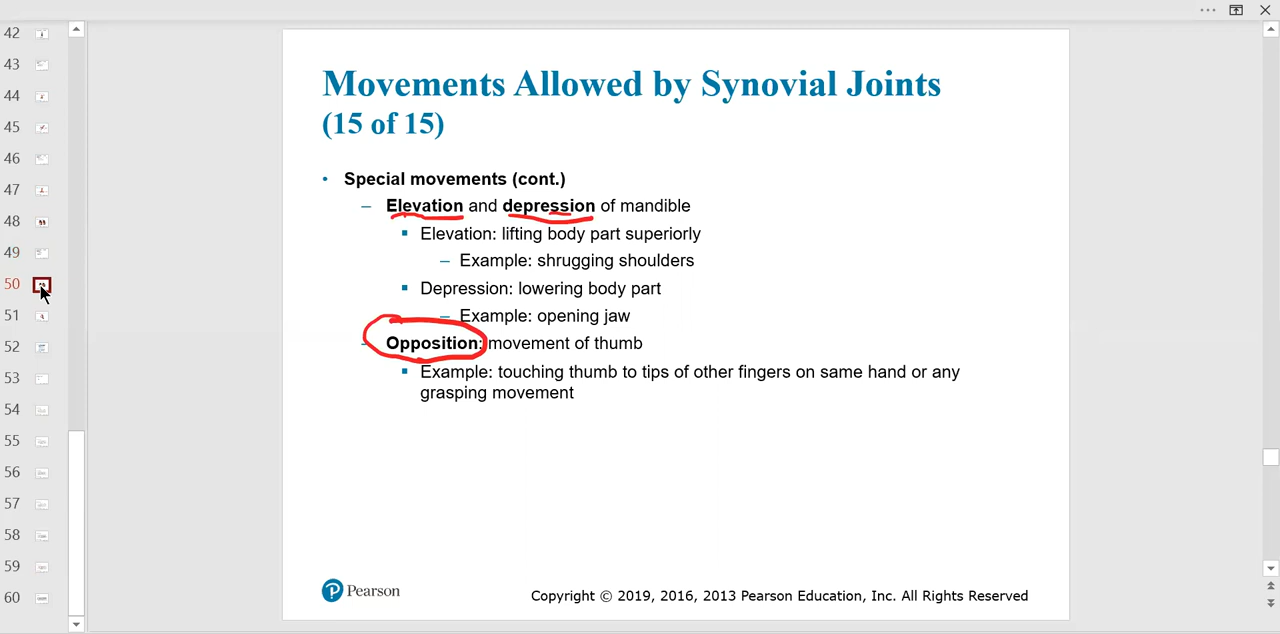 42
43
44
45
46
47
48
49
50
51
52
53
54
55
56
57
58
59
60
Movements Allowed by Synovial Joints
(15 of 15)
• Special movements (cont.)
– Elevation and depression of mandible
▪ Elevation: lifting body part superiorly
– Example: shrugging shoulders
▪ Depression: lowering body part
– Example: opening jaw
– Opposition: movement of thumb
▪ Example: touching thumb to tips of other fingers on same hand or any
grasping movement
P Pearson
Copyright © 2019, 2016, 2013 Pearson Education, Inc. All Rights Reserved